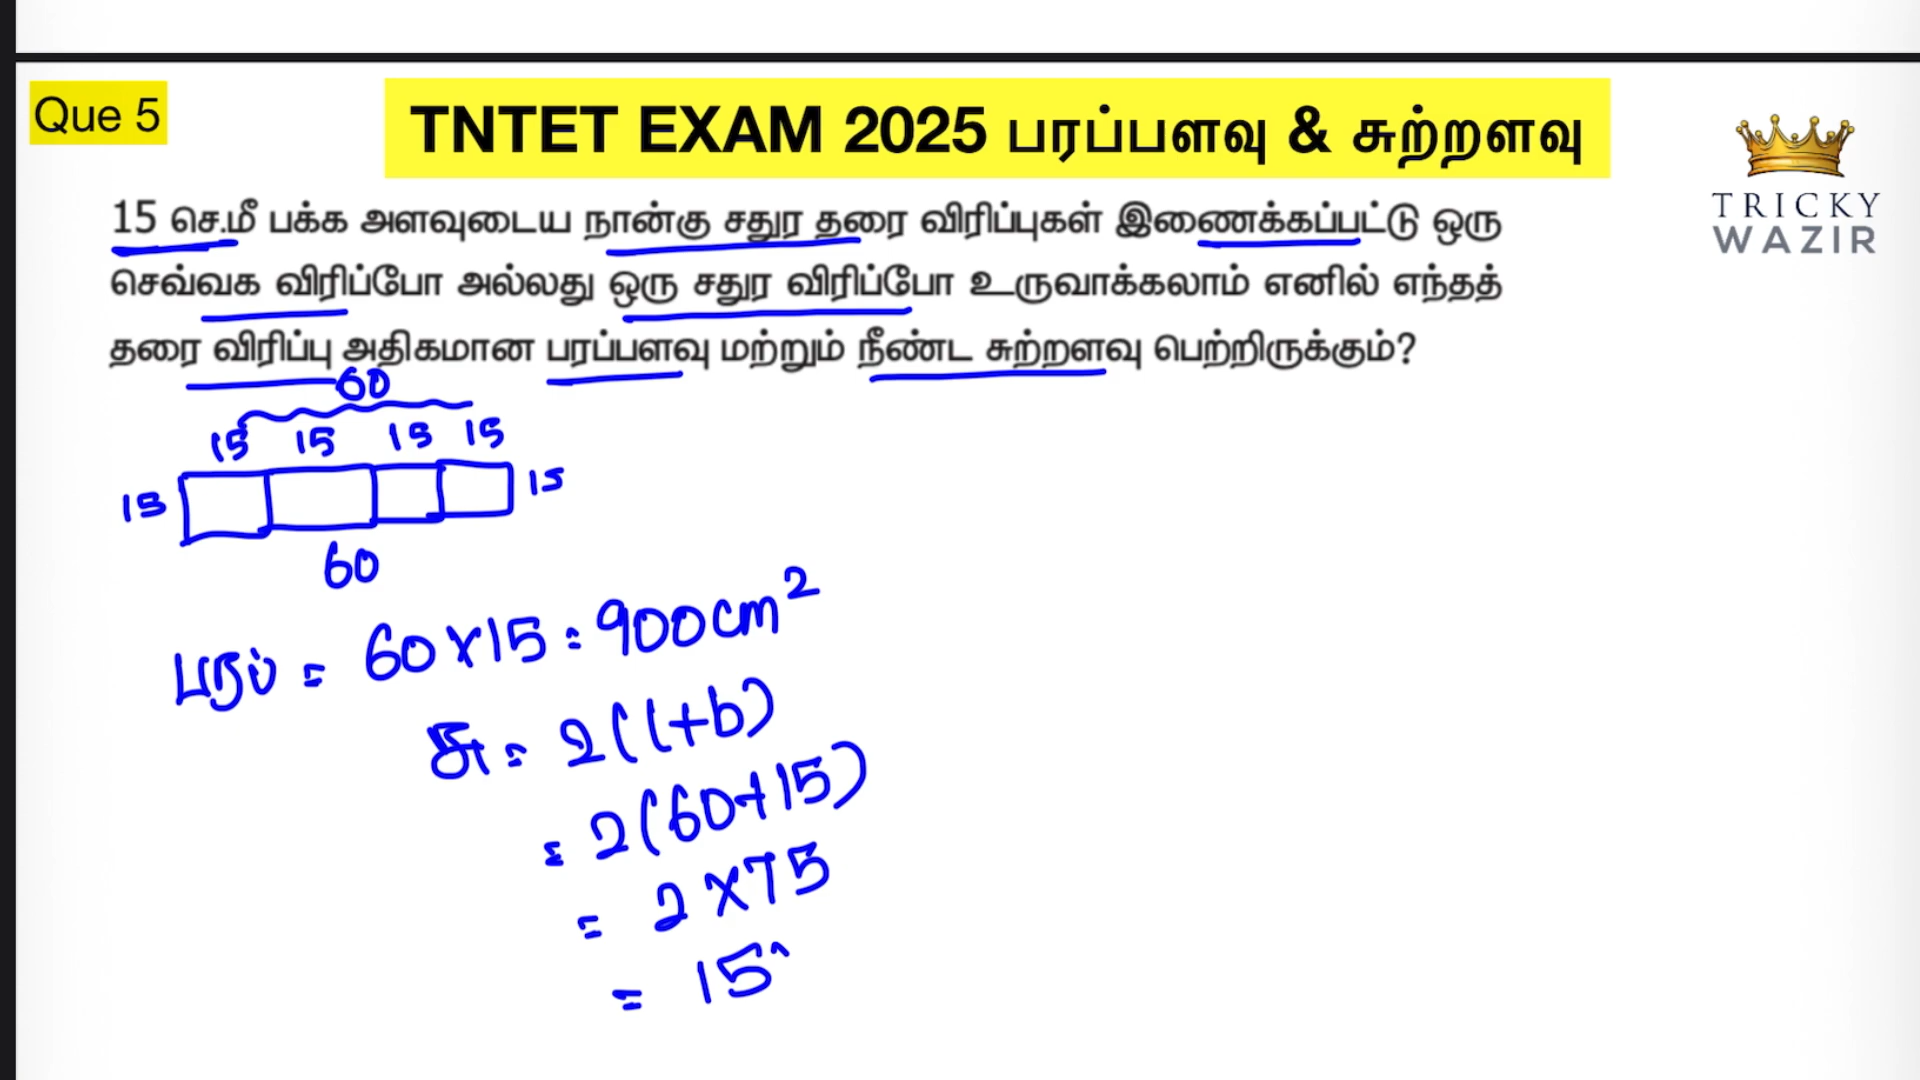 Que 5
TNTET EXAM 2025 பரப்பளவு & சுற்றளவு
TRICKY
WAZIR
15 செ.மீ பக்க அளவுடைய நான்கு சதுர தரை விரிப்புகள் இணைக்கப்பட்டு ஒரு
செவ்வக விரிப்போ அல்லது ஒரு சதுர விரிப்போ உருவாக்கலாம் எனில் எந்தத்
தரை விரிப்பு அதிகமான பரப்பளவு மற்றும் நீண்ட சுற்றளவு பெற்றிருக்கும்?
60
15 15 15 15
15 15
60
பரப் = 60×15 = 900cm²
சு = 2(l+b)
= 2(60+15)
= 2×75
= 15